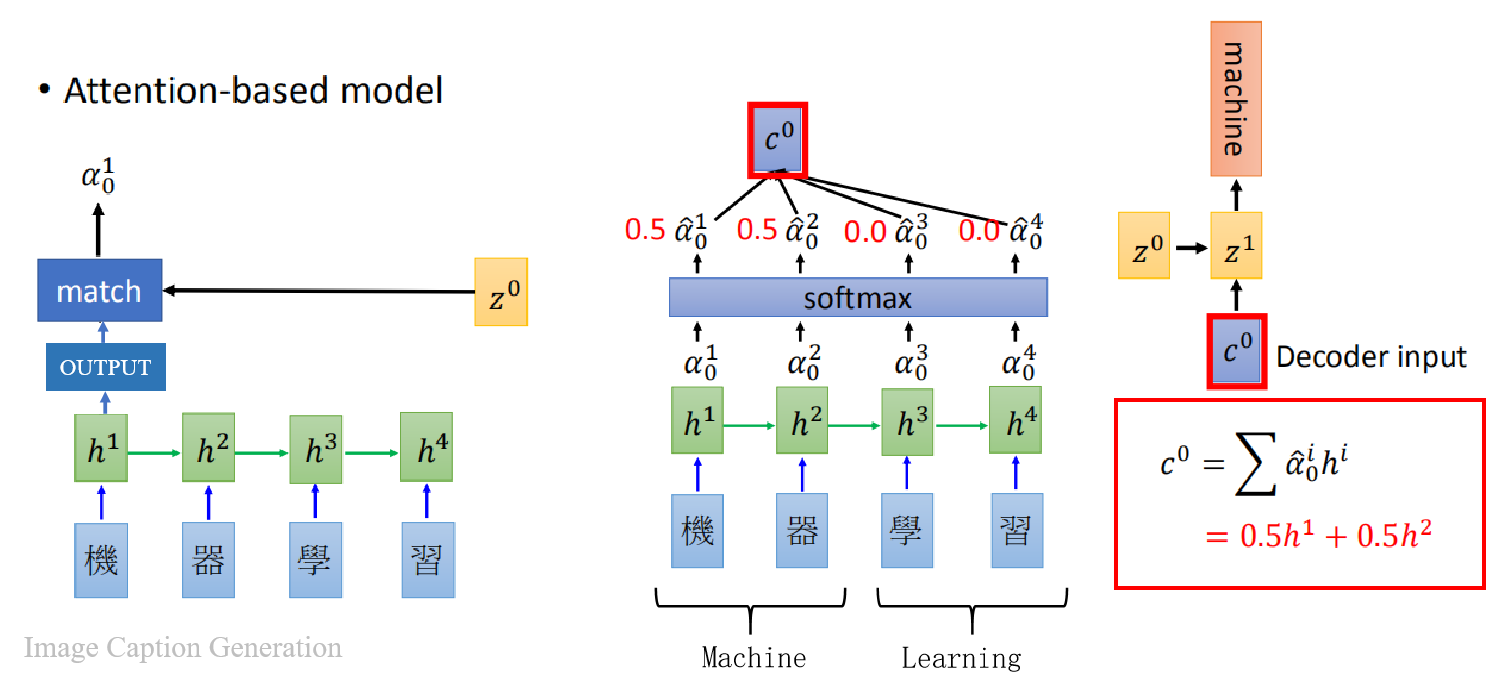 • Attention-based model
α₀¹
match
z⁰
OUTPUT
h¹ h² h³ h⁴
機 器 學 習
Image Caption Generation
c⁰
0.5 α̂₀¹ 0.5 α̂₀² 0.0 α̂₀³ 0.0 α̂₀⁴
softmax
α₀¹ α₀² α₀³ α₀⁴
h¹ h² h³ h⁴
機 器 學 習
Machine Learning
machine
z⁰ z¹
c⁰ Decoder input
c⁰ = ∑ α̂₀ⁱhⁱ
= 0.5h¹ + 0.5h²